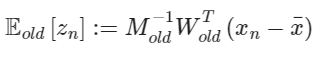 𝔼_{old} [z_n] := M_{old}^{-1} W_{old}^T (x_n − x̄)